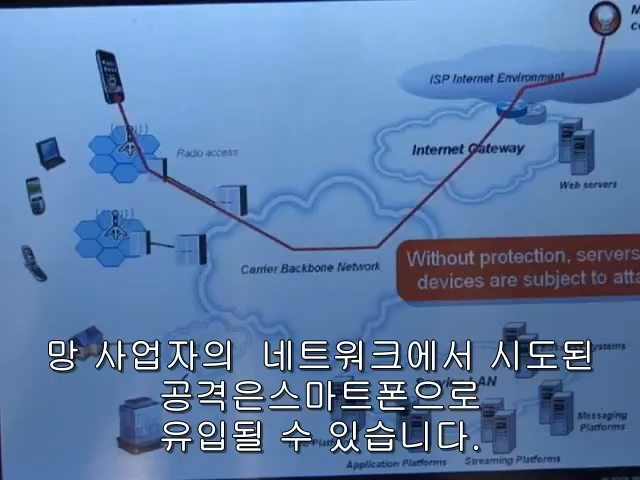 M
c
ISP Internet Environment
Radio access
Internet Gateway
Web servers
Carrier Backbone Network
Without protection, servers
devices are subject to atta
망 사업자의 네트워크에서 시도된
공격은스마트폰으로
유입될 수 있습니다.
Messaging
Platforms
Application Platforms
Streaming Platforms